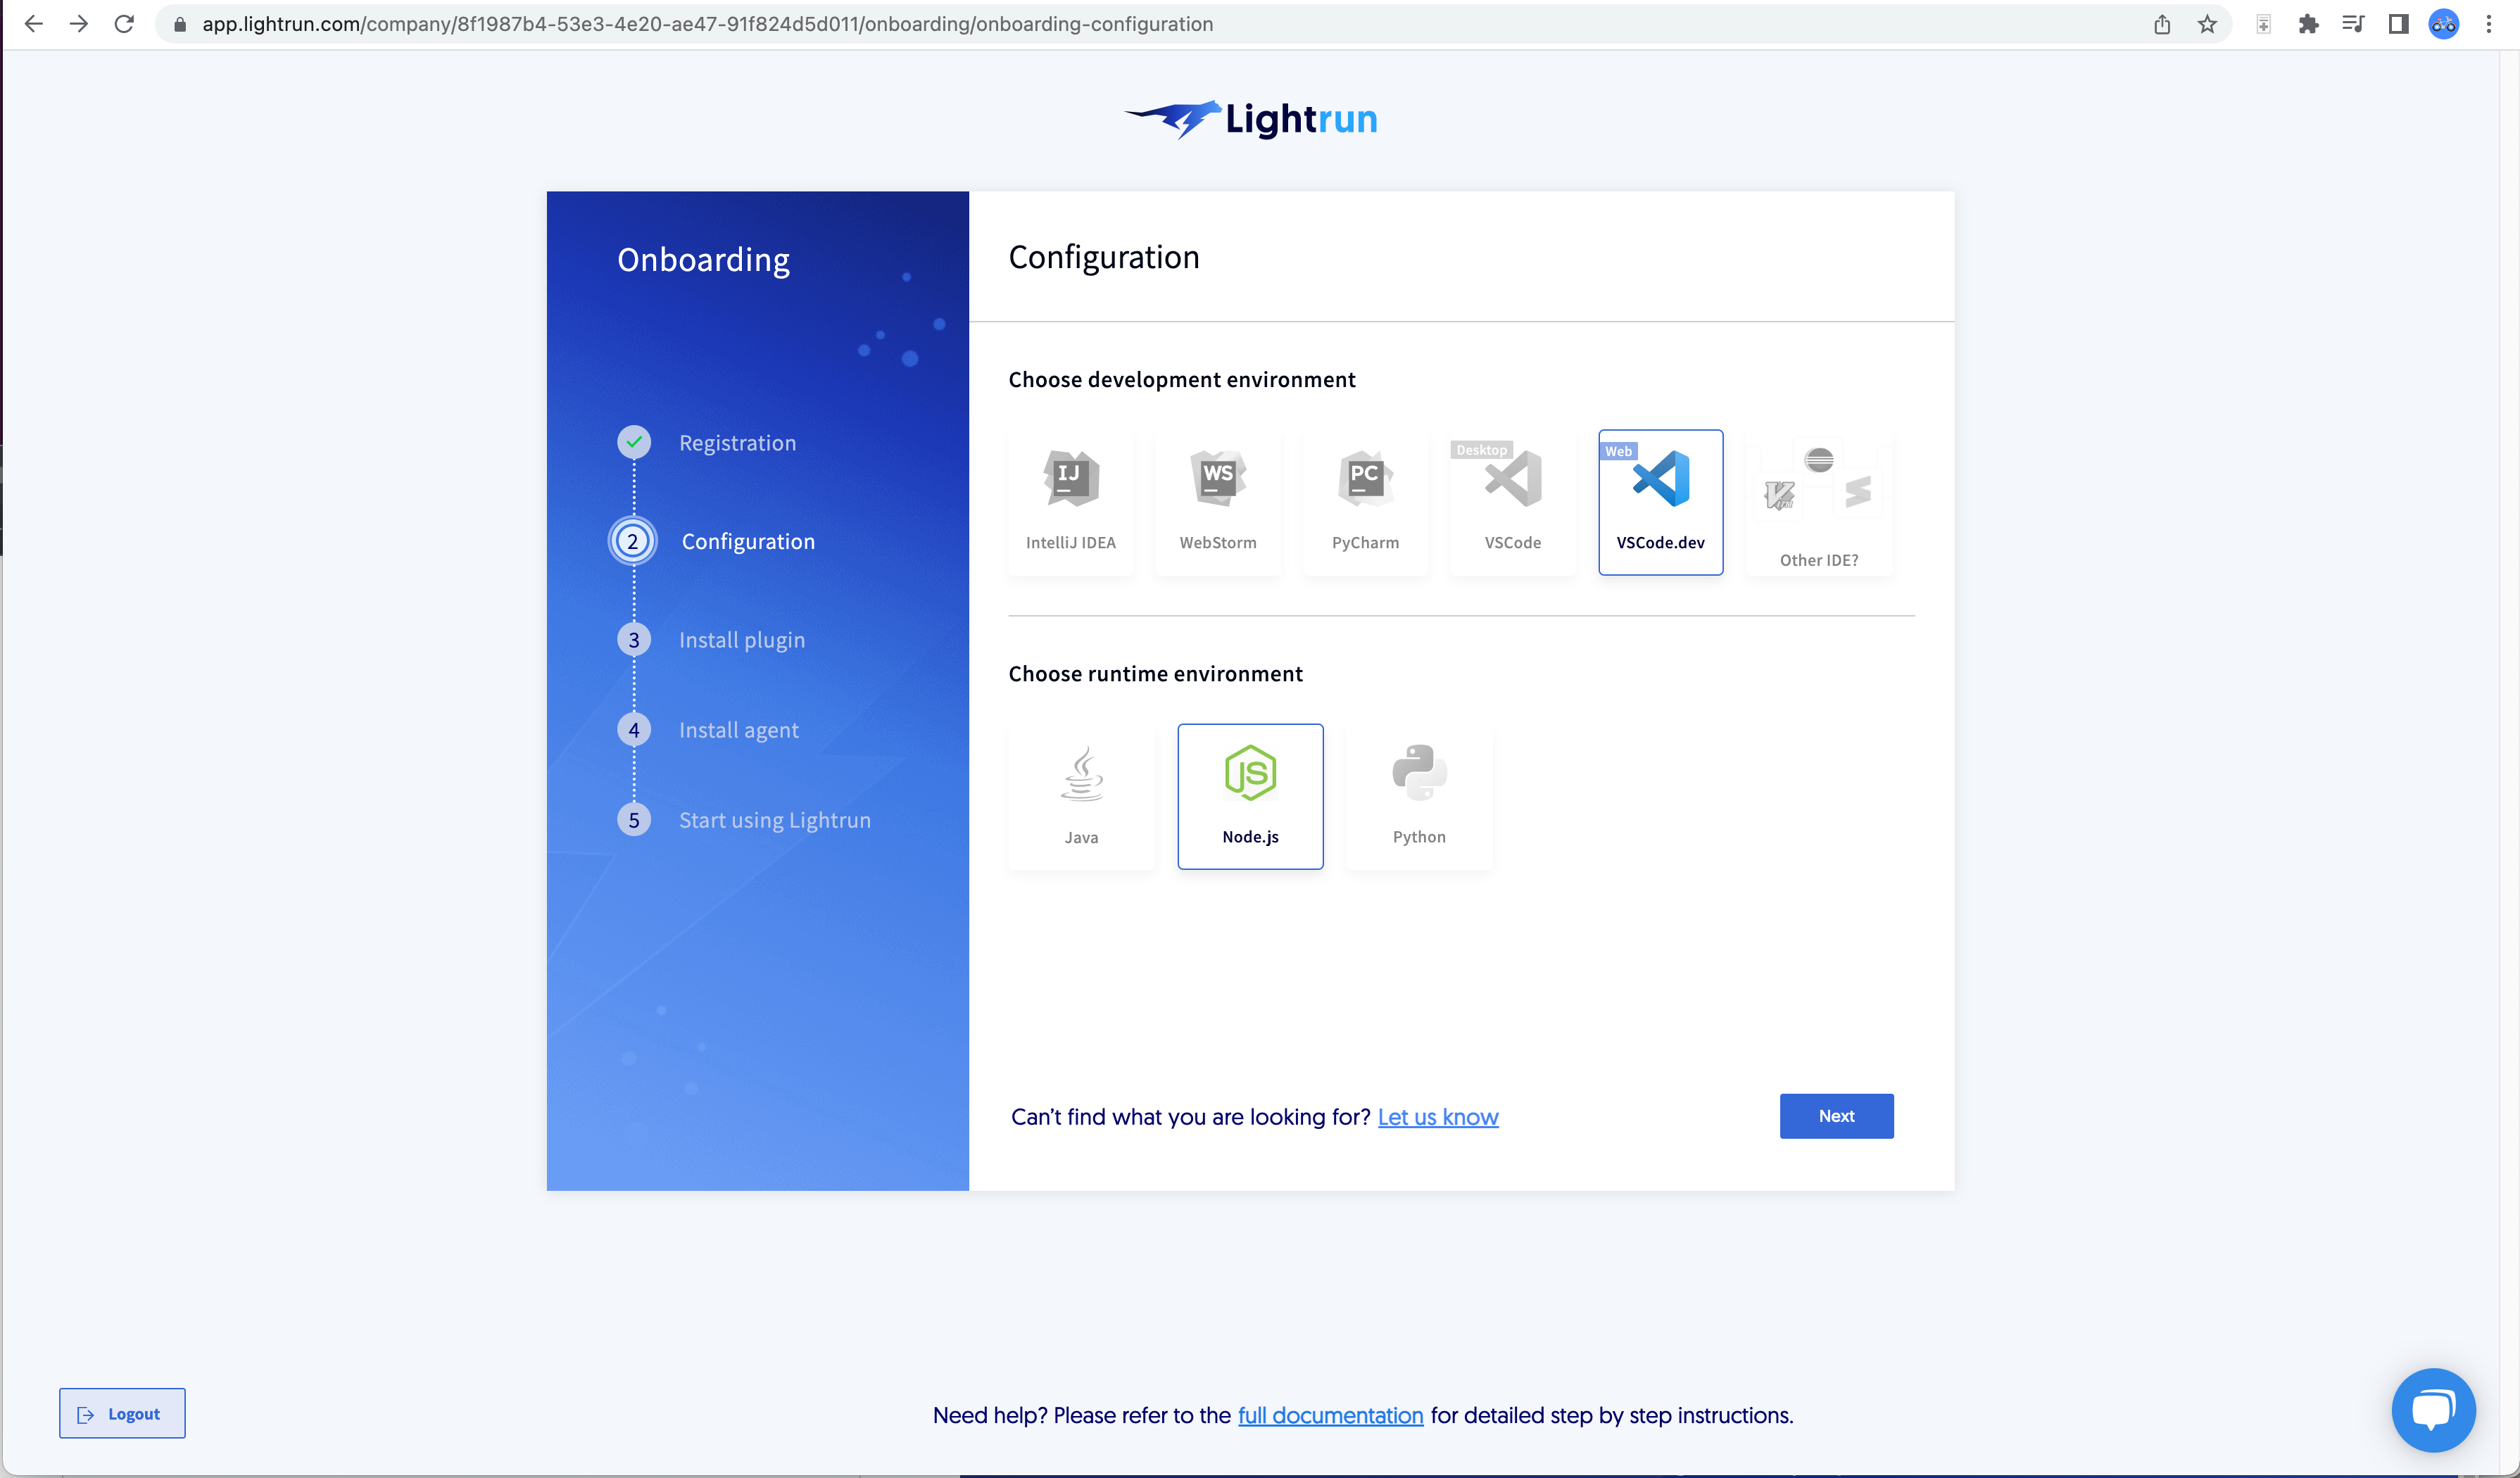 app.lightrun.com/company/8f1987b4-53e3-4e20-ae47-91f824d5d011/onboarding/onboarding-configuration
Lightrun
Onboarding
Registration
2 Configuration
3 Install plugin
4 Install agent
5 Start using Lightrun
Configuration
Choose development environment
IJ
IntelliJ IDEA
WS
WebStorm
PC
PyCharm
Desktop
VSCode
Web
VSCode.dev
Other IDE?
Choose runtime environment
Java
JS
Node.js
Python
Can't find what you are looking for? Let us know
Next
Logout
Need help? Please refer to the full documentation for detailed step by step instructions.